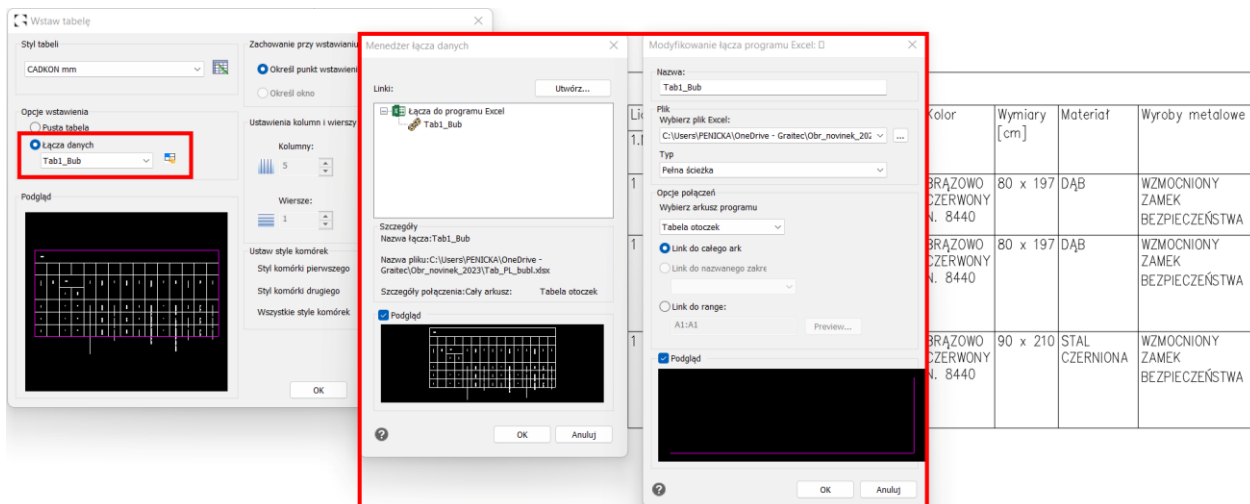 Wstaw tabelę
Styl tabeli
CADKON mm
Opcje wstawienia
Pusta tabela
Łącza danych
Tab1_Bub
Podgląd
Zachowanie przy wstawianiu
Określ punkt wstawieni
Określ okno
Ustawienia kolumn i wierszy
Kolumny:
5
Wiersze:
1
Ustaw style komórek
Styl komórki pierwszego
Styl komórki drugiego
Wszystkie style komórek
OK
Menedżer łącza danych
Linki:
Utwórz...
Łącza do programu Excel
Tab1_Bub
Szczegóły
Nazwa łącza:Tab1_Bub
Nazwa pliku:C:\Users\PENICKA\OneDrive -
Graitec\Obr_novinek_2023\Tab_PL_bubl.xlsx
Szczegóły połączenia:Cały arkusz: Tabela otoczek
Podgląd
OK Anuluj
Modyfikowanie łącza programu Excel:
Nazwa:
Tab1_Bub
Plik
Wybierz plik Excel:
C:\Users\PENICKA\OneDrive - Graitec\Obr_novinek_202 ...
Typ
Pełna ścieżka
Opcje połączeń
Wybierz arkusz programu
Tabela otoczek
Link do całego ark
Link do nazwanego zakre
Link do range:
A1:A1 Preview...
Podgląd
OK Anuluj
Kolor Wymiary Materiał Wyroby metalowe
[cm]
1 BRĄZOWO 80 x 197 DĄB WZMOCNIONY
CZERWONY ZAMEK
N. 8440 BEZPIECZEŃSTWA
1 BRĄZOWO 80 x 197 DĄB WZMOCNIONY
CZERWONY ZAMEK
N. 8440 BEZPIECZEŃSTWA
1 BRĄZOWO 90 x 210 STAL WZMOCNIONY
CZERWONY CZERNIONA ZAMEK
N. 8440 BEZPIECZEŃSTWA